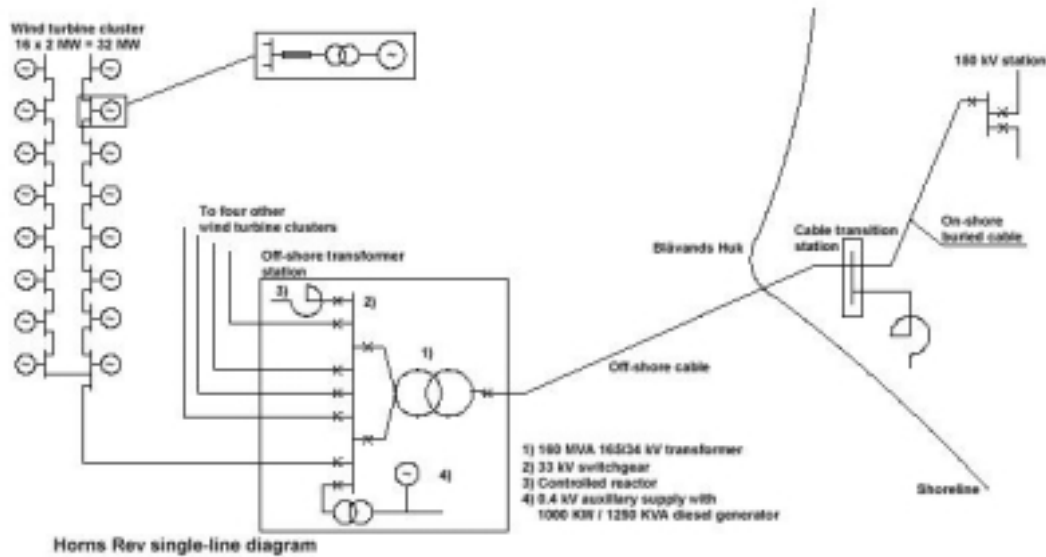 Wind turbine cluster
16 x 2 MW = 32 MW
150 kV station
To four other
wind turbine clusters
Off-shore transformer
station
3)
2)
1)
4)
Blåvands Huk
Cable transition
station
On-shore
buried cable
Off-shore cable
1) 160 MVA 165/34 kV transformer
2) 33 kV switchgear
3) Controlled reactor
4) 0.4 kV auxillary supply with
1000 KW / 1250 KVA diesel generator
Shoreline
Horns Rev single-line diagram